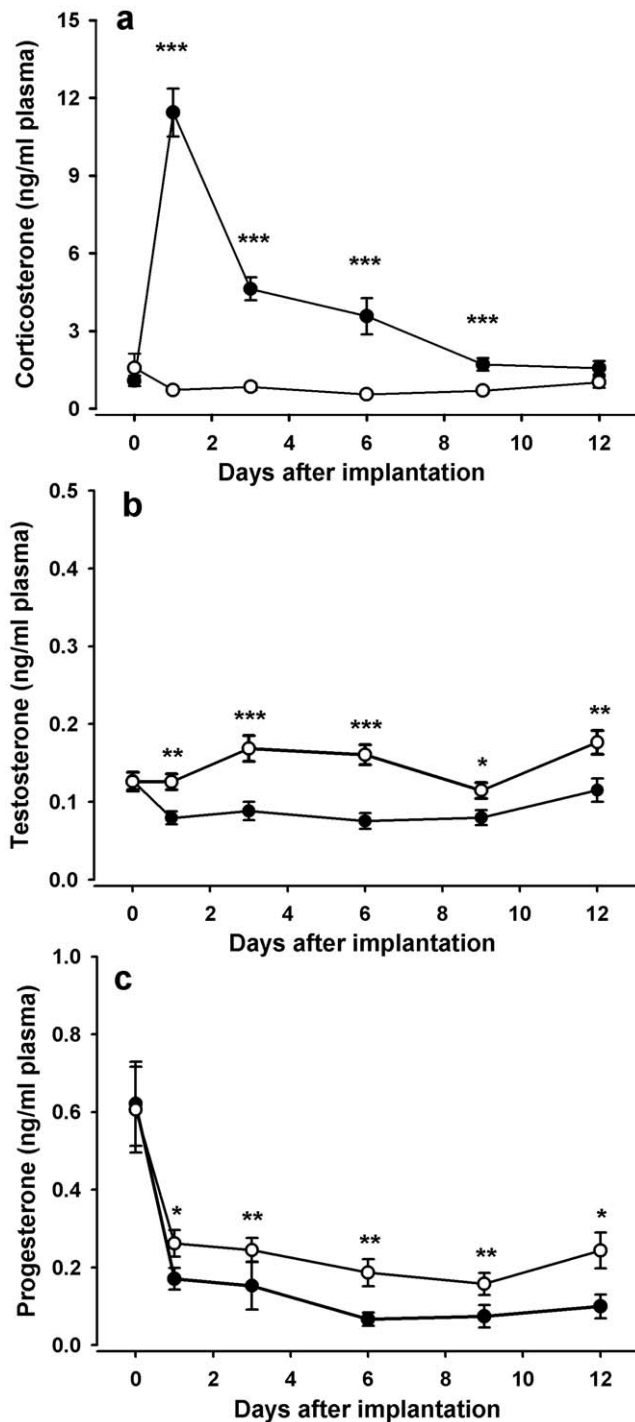 a
Corticosterone (ng/ml plasma)
15
12
9
6
3
0
***
***
***
***
0 2 4 6 8 10 12
Days after implantation
b
Testosterone (ng/ml plasma)
0.5
0.4
0.3
0.2
0.1
0.0
**
***
***
*
**
0 2 4 6 8 10 12
Days after implantation
c
Progesterone (ng/ml plasma)
1.0
0.8
0.6
0.4
0.2
0.0
*
**
**
**
*
0 2 4 6 8 10 12
Days after implantation